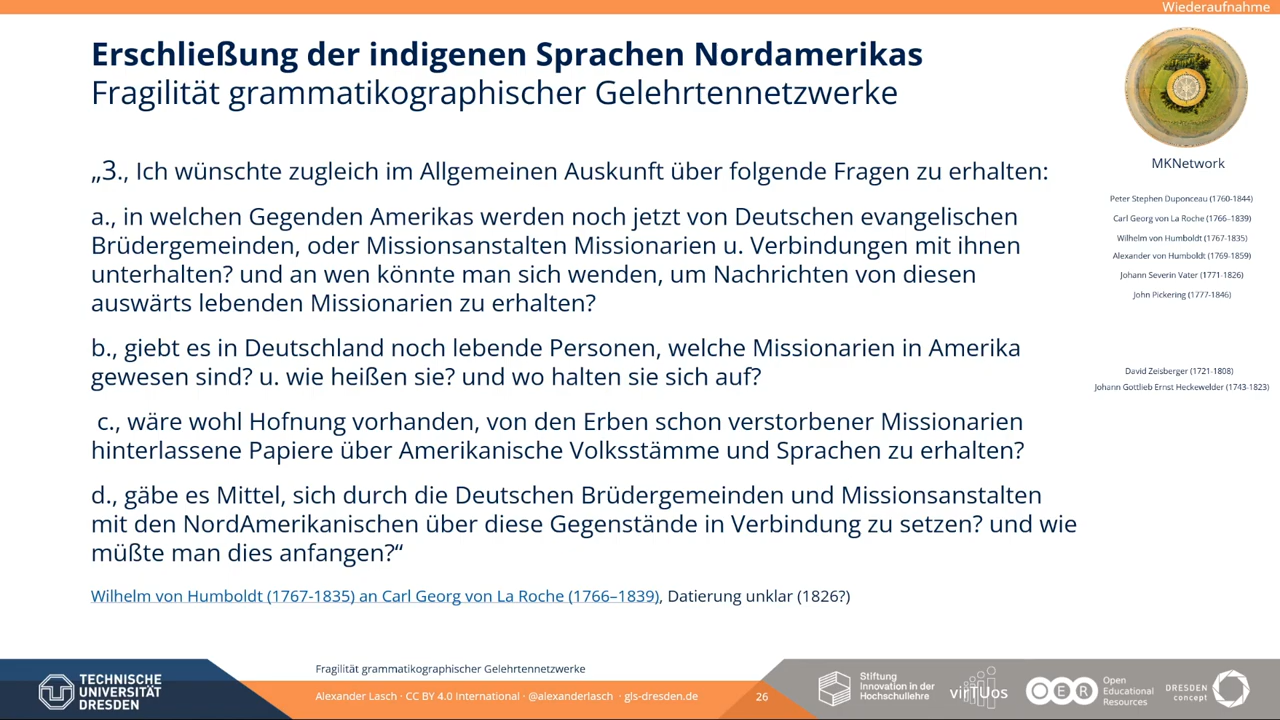 Wiederaufnahme
Erschließung der indigenen Sprachen Nordamerikas
Fragilität grammatikographischer Gelehrtennetzwerke
„3., Ich wünschte zugleich im Allgemeinen Auskunft über folgende Fragen zu erhalten:
a., in welchen Gegenden Amerikas werden noch jetzt von Deutschen evangelischen
Brüdergemeinden, oder Missionsanstalten Missionarien u. Verbindungen mit ihnen
unterhalten? und an wen könnte man sich wenden, um Nachrichten von diesen
auswärts lebenden Missionarien zu erhalten?
b., giebt es in Deutschland noch lebende Personen, welche Missionarien in Amerika
gewesen sind? u. wie heißen sie? und wo halten sie sich auf?
c., wäre wohl Hofnung vorhanden, von den Erben schon verstorbener Missionarien
hinterlassene Papiere über Amerikanische Volksstämme und Sprachen zu erhalten?
d., gäbe es Mittel, sich durch die Deutschen Brüdergemeinden und Missionsanstalten
mit den NordAmerikanischen über diese Gegenstände in Verbindung zu setzen? und wie
müßte man dies anfangen?“
Wilhelm von Humboldt (1767-1835) an Carl Georg von La Roche (1766–1839), Datierung unklar (1826?)
MKNetwork
Peter Stephen Duponceau (1760-1844)
Carl Georg von La Roche (1766–1839)
Wilhelm von Humboldt (1767-1835)
Alexander von Humboldt (1769-1859)
Johann Severin Vater (1771-1826)
John Pickering (1777-1846)
David Zeisberger (1721-1808)
Johann Gottlieb Ernst Heckewelder (1743-1823)
TECHNISCHE
UNIVERSITÄT
DRESDEN
Fragilität grammatikographischer Gelehrtennetzwerke
Alexander Lasch · CC BY 4.0 International · @alexanderlasch · gls-dresden.de
26
Stiftung
Innovation in der
Hochschullehre
virTUos
OER
Open
Educational
Resources
DRESDEN
concept